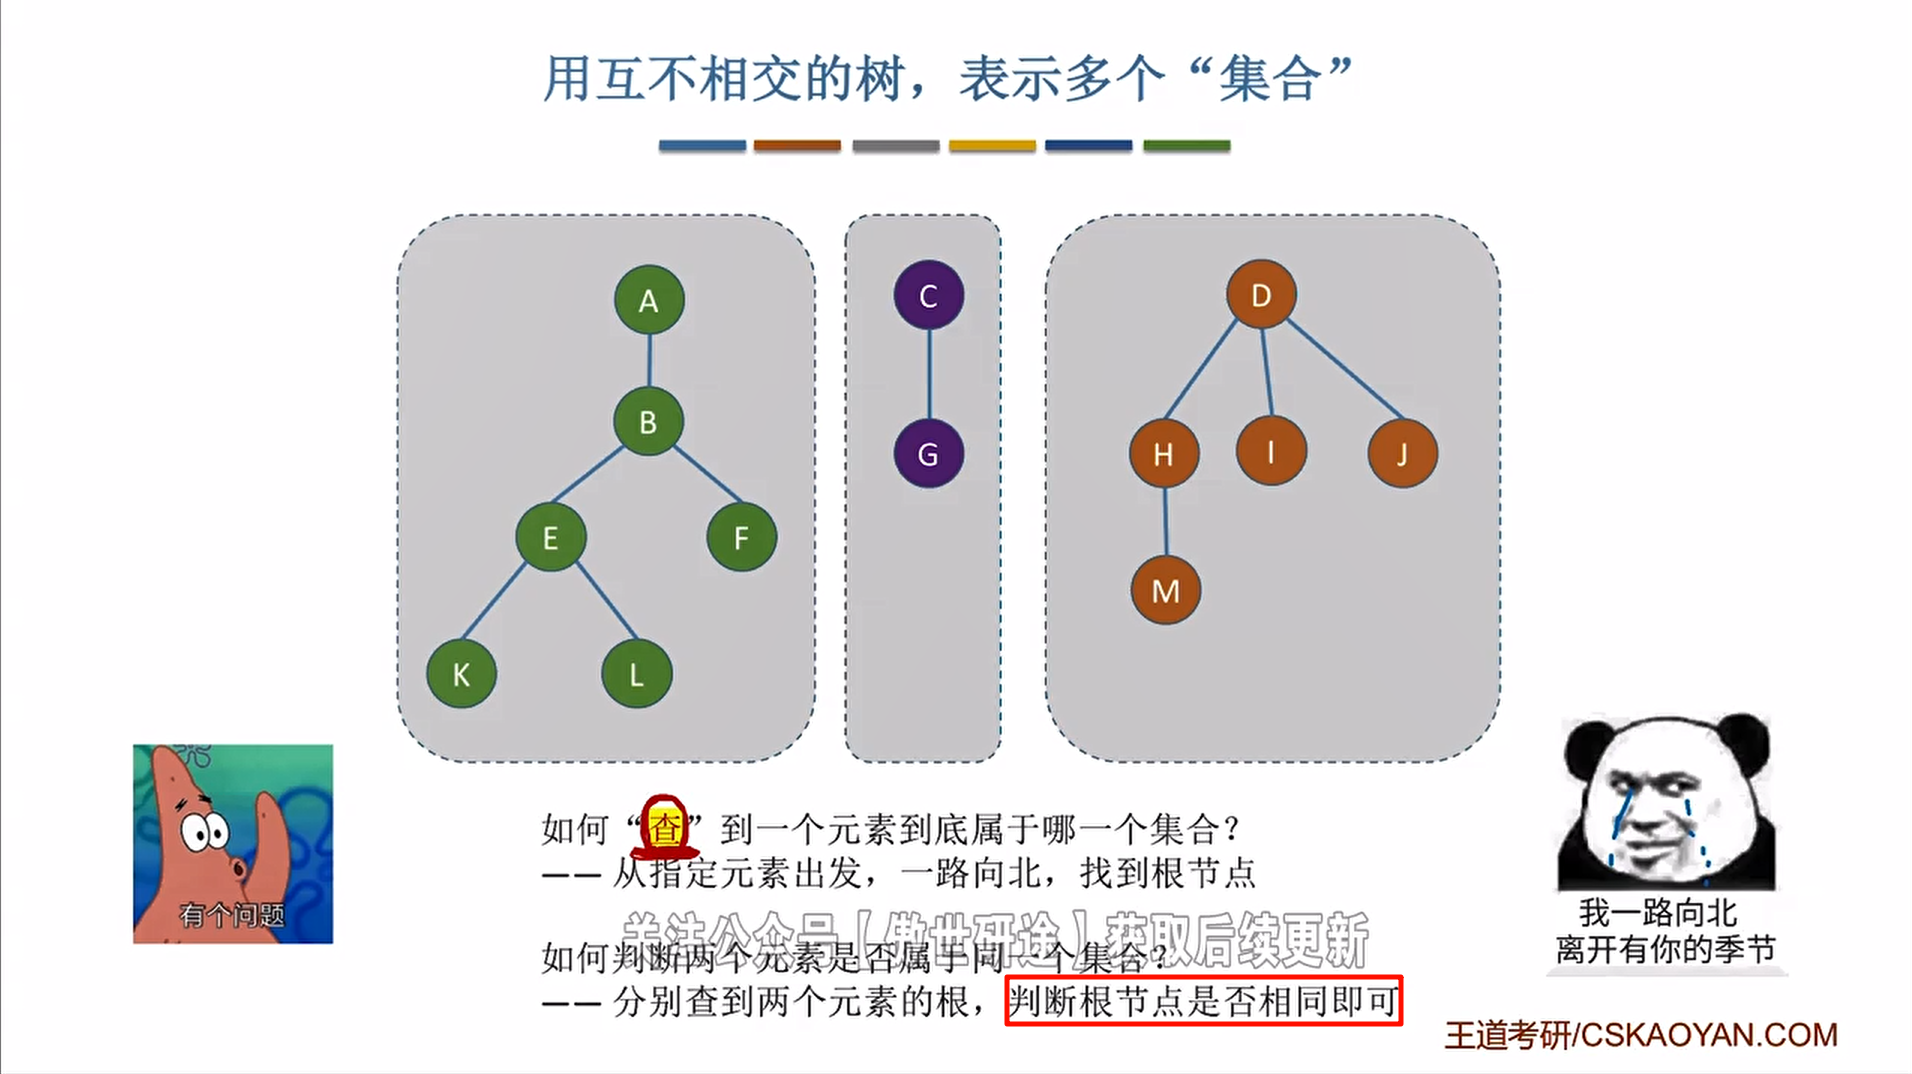 用互不相交的树，表示多个“集合”
A
B
E
F
K
L
C
G
D
H
I
J
M
有个问题
如何“查”到一个元素到底属于哪一个集合？
—— 从指定元素出发，一路向北，找到根节点
关注公众号【傲世研途】获取后续更新
如何判断两个元素是否属于同一个集合？
—— 分别查到两个元素的根，判断根节点是否相同即可
我一路向北
离开有你的季节
王道考研/CSKAOYAN.COM